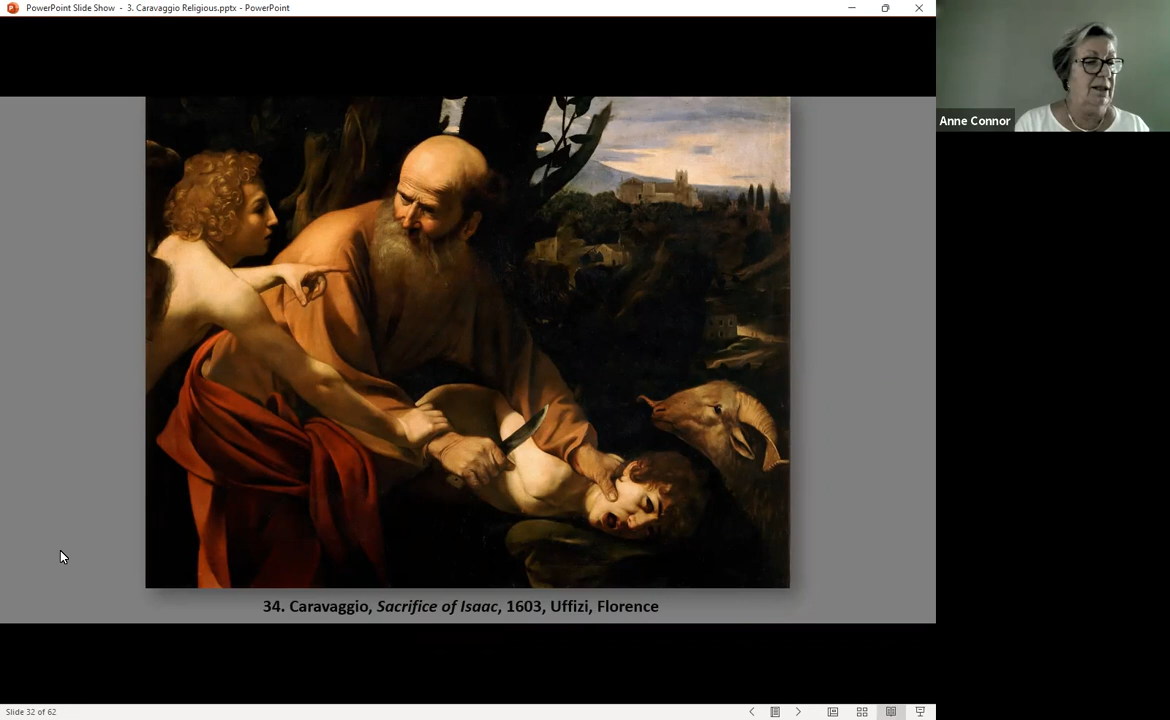 PowerPoint Slide Show - 3. Caravaggio Religious.pptx - PowerPoint
Anne Connor
34. Caravaggio, Sacrifice of Isaac, 1603, Uffizi, Florence
Slide 32 of 62